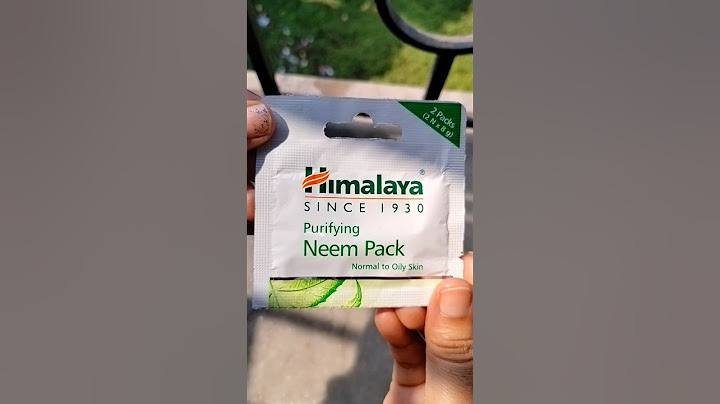 2 Packs
(2 N x 8 g)
Himalaya®
SINCE 1930
Purifying
Neem Pack
Normal to Oily Skin